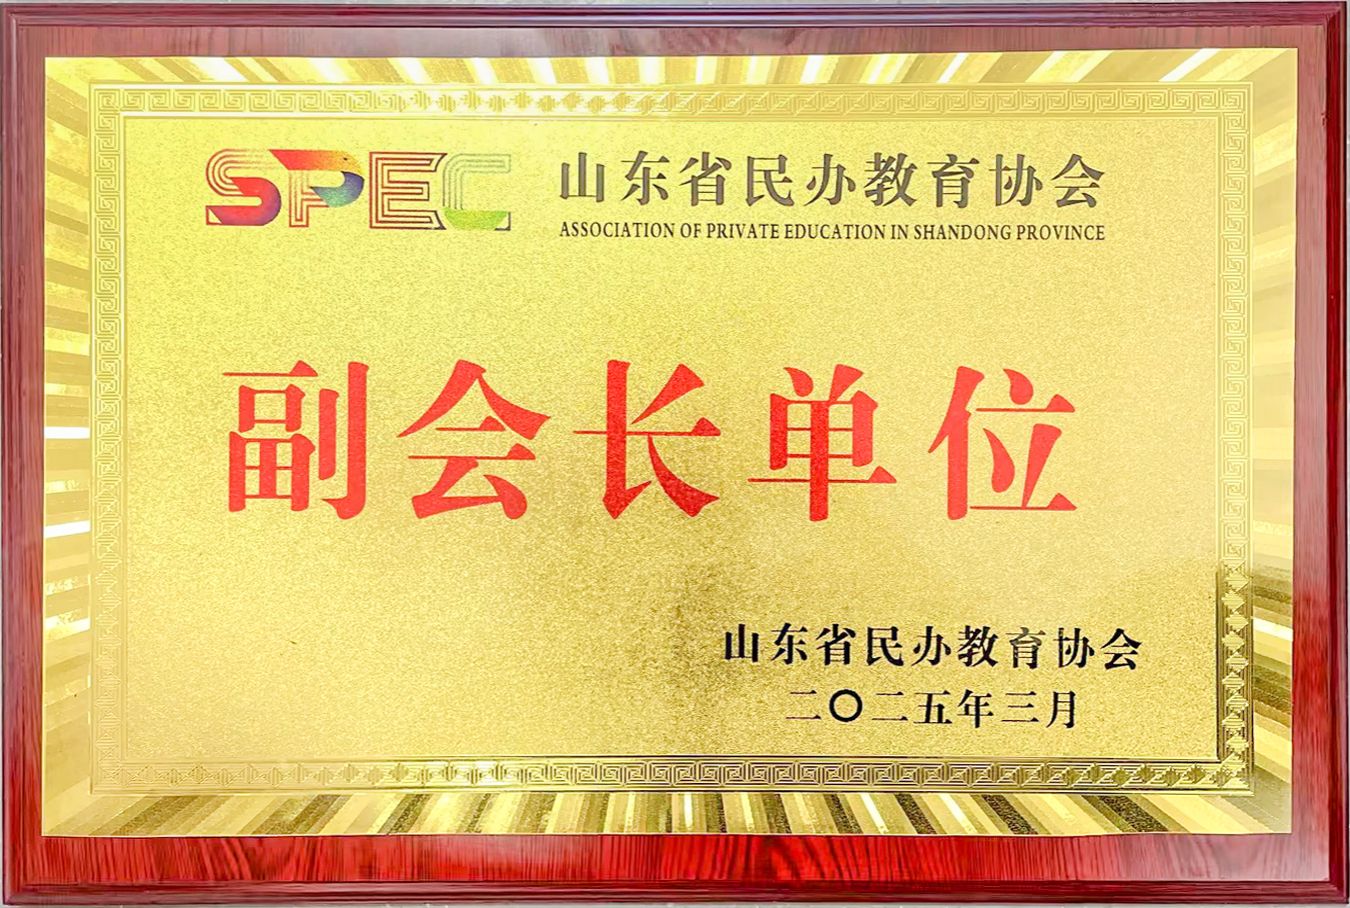 SPEC 山东省民办教育协会
ASSOCIATION OF PRIVATE EDUCATION IN SHANDONG PROVINCE
副会长单位
山东省民办教育协会
二〇二五年三月